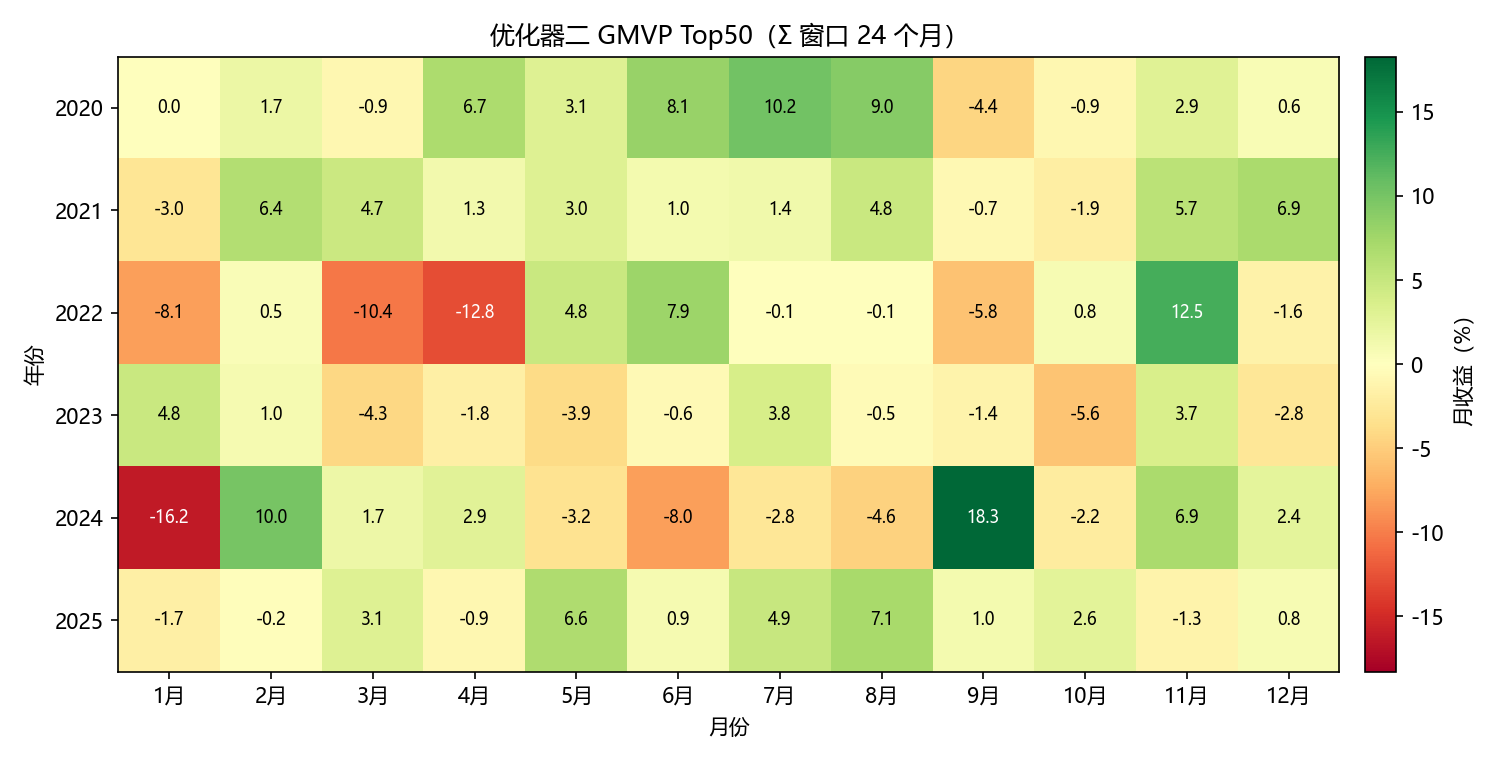 优化器二 GMVP Top50（Σ 窗口 24 个月）
2020 0.0 1.7 -0.9 6.7 3.1 8.1 10.2 9.0 -4.4 -0.9 2.9 0.6
2021 -3.0 6.4 4.7 1.3 3.0 1.0 1.4 4.8 -0.7 -1.9 5.7 6.9
2022 -8.1 0.5 -10.4 -12.8 4.8 7.9 -0.1 -0.1 -5.8 0.8 12.5 -1.6
2023 4.8 1.0 -4.3 -1.8 -3.9 -0.6 3.8 -0.5 -1.4 -5.6 3.7 -2.8
2024 -16.2 10.0 1.7 2.9 -3.2 -8.0 -2.8 -4.6 18.3 -2.2 6.9 2.4
2025 -1.7 -0.2 3.1 -0.9 6.6 0.9 4.9 7.1 1.0 2.6 -1.3 0.8
1月 2月 3月 4月 5月 6月 7月 8月 9月 10月 11月 12月
月份
年份
15
10
5
0
-5
-10
-15
月收益（%）